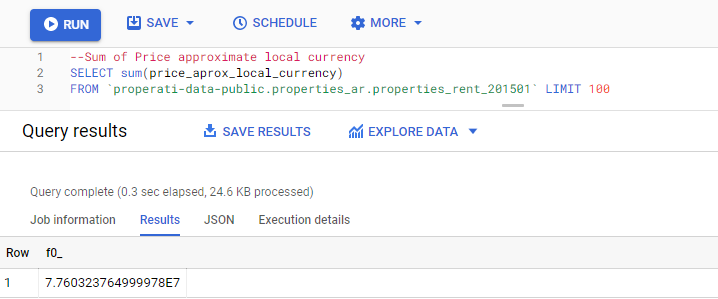 RUN SAVE SCHEDULE MORE
1 --Sum of Price approximate local currency
2 SELECT sum(price_aprox_local_currency)
3 FROM `properati-data-public.properties_ar.properties_rent_201501` LIMIT 100
Query results SAVE RESULTS EXPLORE DATA
Query complete (0.3 sec elapsed, 24.6 KB processed)
Job information Results JSON Execution details
Row f0_
1 7.760323764999978E7